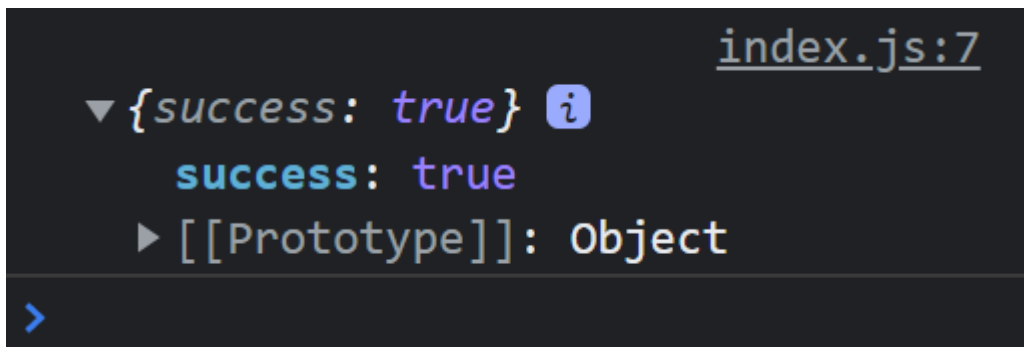 index.js:7
{success: true} i
success: true
[[Prototype]]: Object